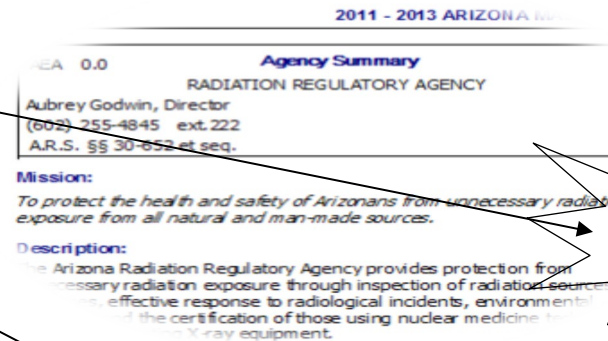 2011 - 2013 ARIZONA
EA 0.0 Agency Summary
RADIATION REGULATORY AGENCY
Aubrey Godwin, Director
(602) 255-4845 ext.222
A.R.S. §§ 30-652 et seq.
Mission:
To protect the health and safety of Arizonans from unnecessary
exposure from all natural and man-made sources.
Description:
Arizona Radiation Regulatory Agency provides protection from
radiation exposure through inspection of radiation sources
effective response to radiological incidents, environmental
the certification of those using nuclear medicine
X-ray equipment.